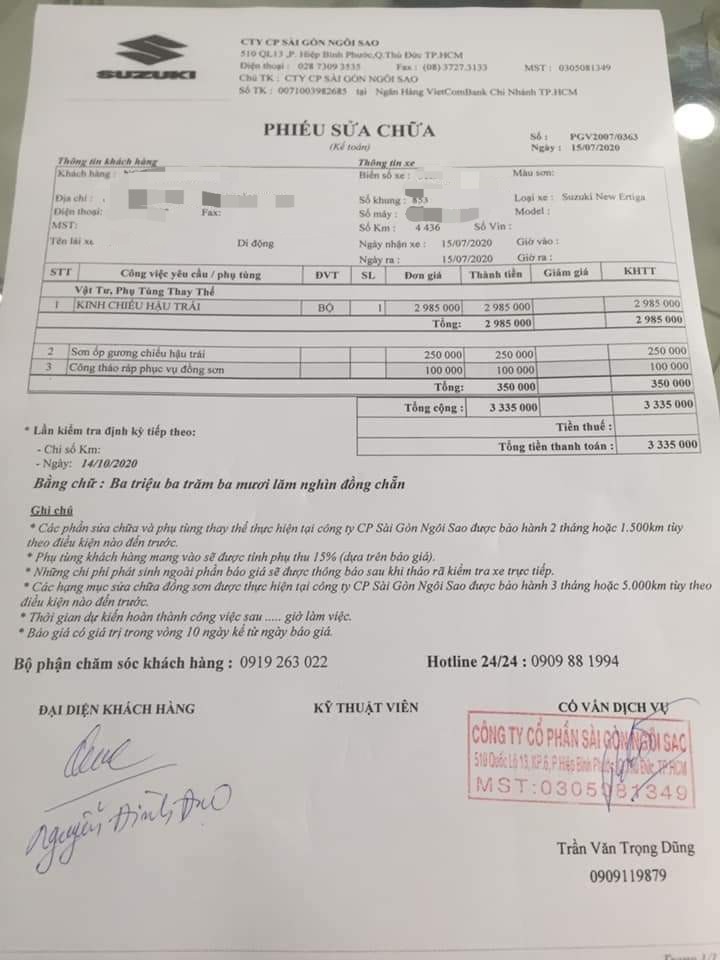 SUZUKI
CTY CP SÀI GÒN NGÔI SAO
510 QL13 ,P. Hiệp Bình Phước,Q.Thủ Đức TP.HCM
Điện thoại : 028 7309 3535 Fax : (08) 3727.3133 MST : 0305081349
Chủ TK : CTY CP SÀI GÒN NGÔI SAO
Số TK : 0071003982685 tại Ngân Hàng VietComBank Chi Nhánh TP.HCM
PHIẾU SỬA CHỮA
(Kế toán)
Số : PGV2007/0363
Ngày : 15/07/2020
Thông tin khách hàng Thông tin xe
Khách hàng : Biển số xe : Màu sơn:
Địa chỉ : Số khung : 853 Loại xe : Suzuki New Ertiga
Điện thoại: Fax: Số máy : Model :
MST: Số Km : 4 436 Số Vin :
Tên lái xe Di động Ngày nhận xe : 15/07/2020 Giờ vào :
Ngày ra : 15/07/2020 Giờ ra :
STT Công việc yêu cầu / phụ tùng ĐVT SL Đơn giá Thành tiền Giảm giá KHTT
Vật Tư, Phụ Tùng Thay Thế
1 KINH CHIẾU HẬU TRÁI BỘ 1 2 985 000 2 985 000 2 985 000
Tổng: 2 985 000 2 985 000
2 Sơn ốp gương chiếu hậu trái 250 000 250 000 250 000
3 Công tháo ráp phục vụ đồng sơn 100 000 100 000 100 000
Tổng: 350 000 350 000
Tổng cộng : 3 335 000 3 335 000
Tiền thuế :
Tổng tiền thanh toán : 3 335 000
* Lần kiểm tra định kỳ tiếp theo:
- Chỉ số Km:
- Ngày: 14/10/2020
Bằng chữ : Ba triệu ba trăm ba mươi lăm nghìn đồng chẵn
Ghi chú
* Các phần sửa chữa và phụ tùng thay thế thực hiện tại công ty CP Sài Gòn Ngôi Sao được bảo hành 2 tháng hoặc 1.500km tùy
theo điều kiện nào đến trước.
* Phụ tùng khách hàng mang vào sẽ được tính phụ thu 15% (dựa trên báo giá).
* Những chi phí phát sinh ngoài phần báo giá sẽ được thông báo sau khi tháo rã kiểm tra xe trực tiếp.
* Các hạng mục sửa chữa đồng sơn được thực hiện tại công ty CP Sài Gòn Ngôi Sao được bảo hành 3 tháng hoặc 5.000km tùy theo
điều kiện nào đến trước.
* Thời gian dự kiến hoàn thành công việc sau ..... giờ làm việc.
* Báo giá có giá trị trong vòng 10 ngày kể từ ngày báo giá.
Bộ phận chăm sóc khách hàng : 0919 263 022 Hotline 24/24 : 0909 88 1994
ĐẠI DIỆN KHÁCH HÀNG KỸ THUẬT VIÊN CỐ VẤN DỊCH VỤ
CÔNG TY CỔ PHẦN SÀI GÒN NGÔI SAO
510 Quốc Lộ 13, KP.6, P.Hiệp Bình Phước, Q.Thủ Đức, TP.HCM
MST:0305081349
Nguyễn Đình
Trần Văn Trọng Dũng
0909119879